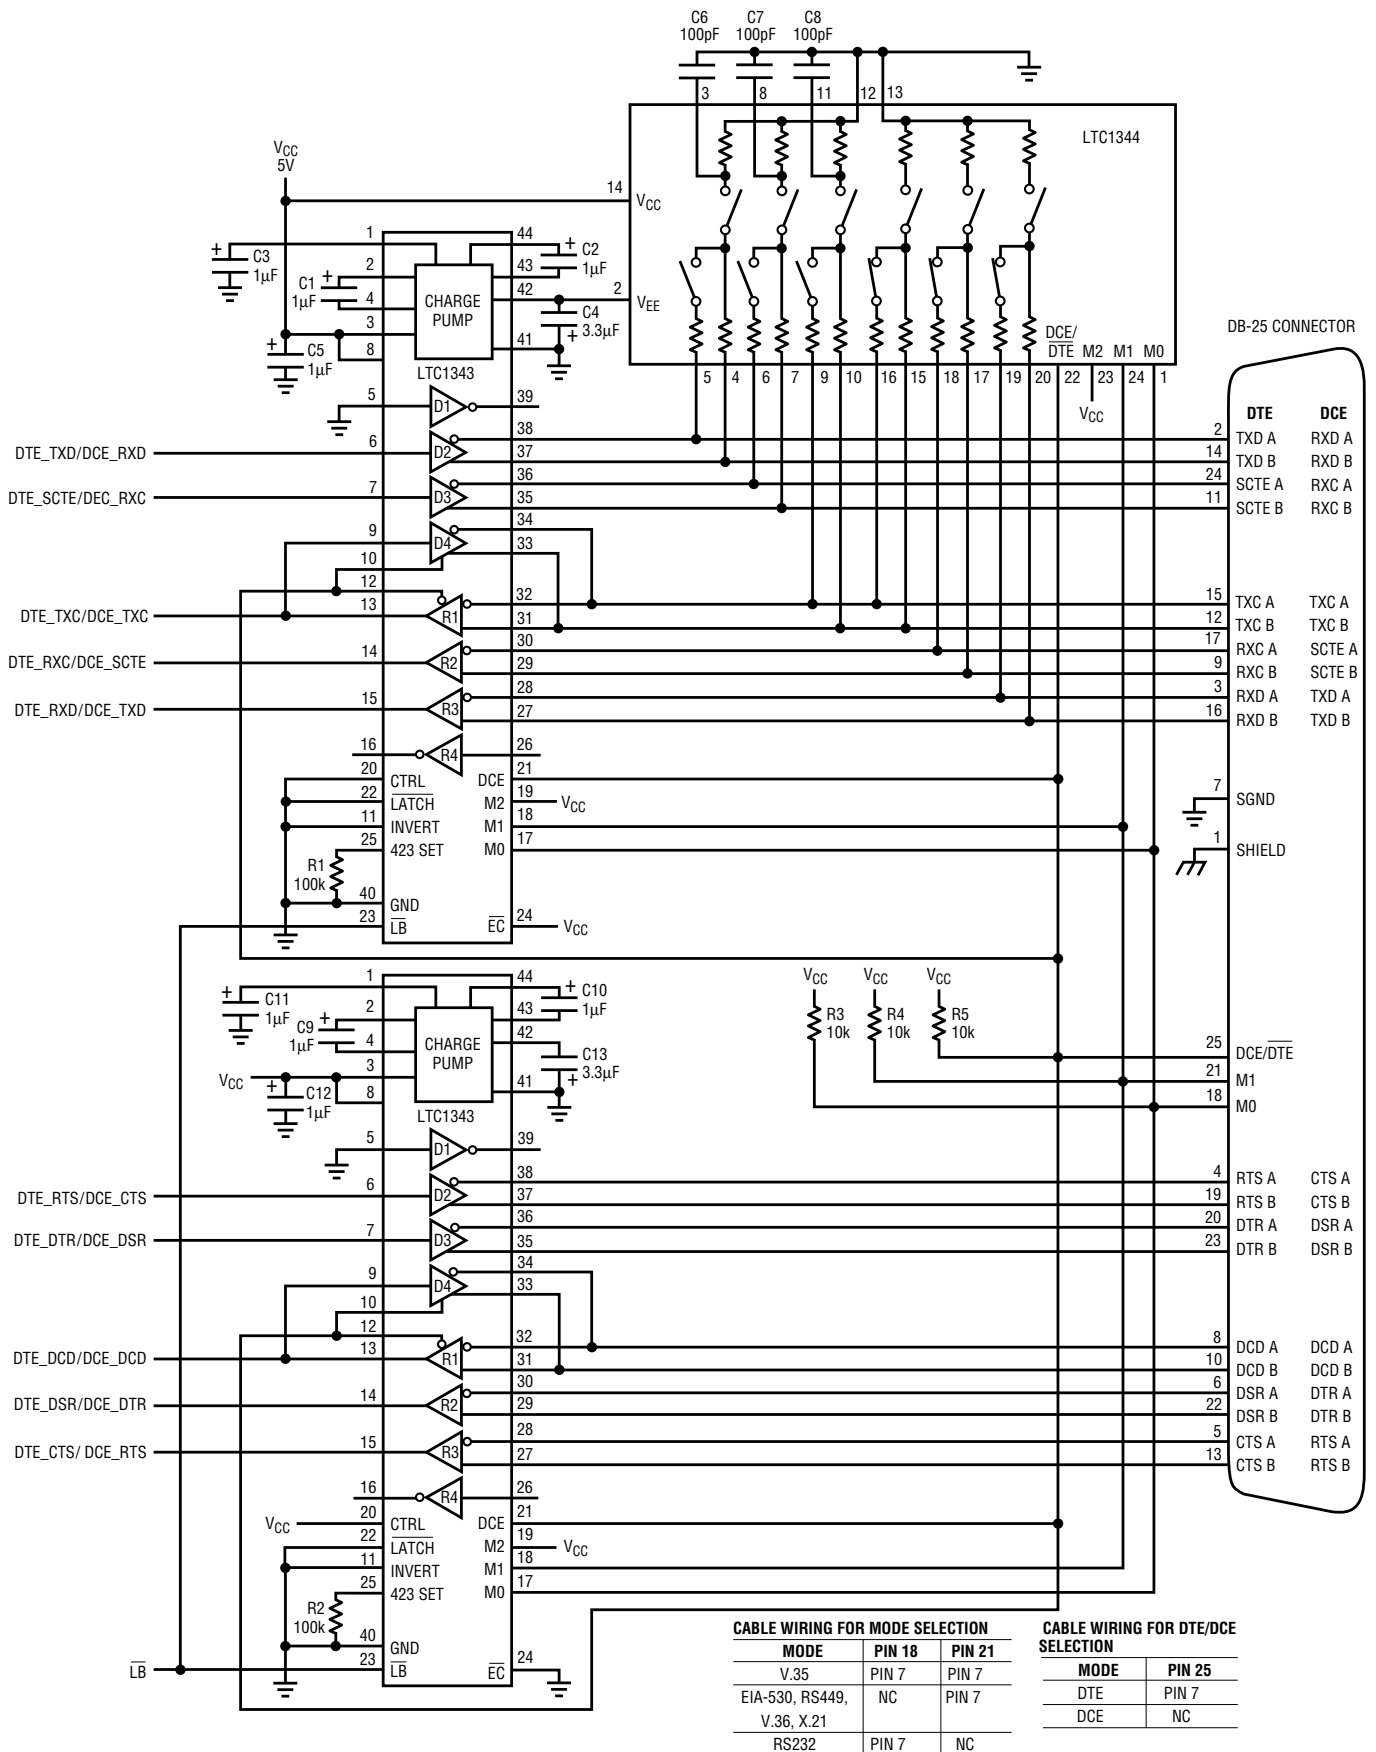 C6 C7 C8
100pF 100pF 100pF
3 8 11 12 13
LTC1344
VCC
5V
14 VCC
1 44
+ C3 1µF
+ C2 1µF
2 43
C1 1µF +
4 CHARGE PUMP 42
2 VEE
C4 + 3.3µF
3 41
+ C5 1µF
8
LTC1343
DCE/DTE M2 M1 M0
5 4 6 7 9 10 16 15 18 17 19 20 22 23 24 1
VCC
DB-25 CONNECTOR
DTE DCE
5 D1 39
DTE_TXD/DCE_RXD 6 D2 38 2 TXD A RXD A
37 14 TXD B RXD B
DTE_SCTE/DEC_RXC 7 D3 36 24 SCTE A RXC A
35 11 SCTE B RXC B
9 D4 34
33
10
12
DTE_TXC/DCE_TXC 13 R1 32 15 TXC A TXC A
31 12 TXC B TXC B
DTE_RXC/DCE_SCTE 14 R2 30 17 RXC A SCTE A
29 9 RXC B SCTE B
DTE_RXD/DCE_TXD 15 R3 28 3 RXD A TXD A
27 16 RXD B TXD B
16 R4 26
20 CTRL DCE 21
22 LATCH M2 19 VCC
11 INVERT M1 18
25 423 SET M0 17
R1 100k
40 GND
23 LB EC 24 VCC
7 SGND
1 SHIELD
1 44
+ C11 1µF
+ C10 1µF
2 43
C9 1µF +
4 CHARGE PUMP 42
C13 + 3.3µF
VCC 3 41
+ C12 1µF
8
LTC1343
VCC VCC VCC
R3 10k R4 10k R5 10k
25 DCE/DTE
21 M1
18 M0
5 D1 39
DTE_RTS/DCE_CTS 6 D2 38 4 RTS A CTS A
37 19 RTS B CTS B
DTE_DTR/DCE_DSR 7 D3 36 20 DTR A DSR A
35 23 DTR B DSR B
9 D4 34
33
10
12
DTE_DCD/DCE_DCD 13 R1 32 8 DCD A DCD A
31 10 DCD B DCD B
DTE_DSR/DCE_DTR 14 R2 30 6 DSR A DTR A
29 22 DSR B DTR B
DTE_CTS/ DCE_RTS 15 R3 28 5 CTS A RTS A
27 13 CTS B RTS B
16 R4 26
VCC 20 CTRL DCE 21
22 LATCH M2 19 VCC
11 INVERT M1 18
25 423 SET M0 17
R2 100k
40 GND
LB 23 LB EC 24
CABLE WIRING FOR MODE SELECTION
MODE PIN 18 PIN 21
V.35 PIN 7 PIN 7
EIA-530, RS449, NC PIN 7
V.36, X.21
RS232 PIN 7 NC
CABLE WIRING FOR DTE/DCE
SELECTION
MODE PIN 25
DTE PIN 7
DCE NC